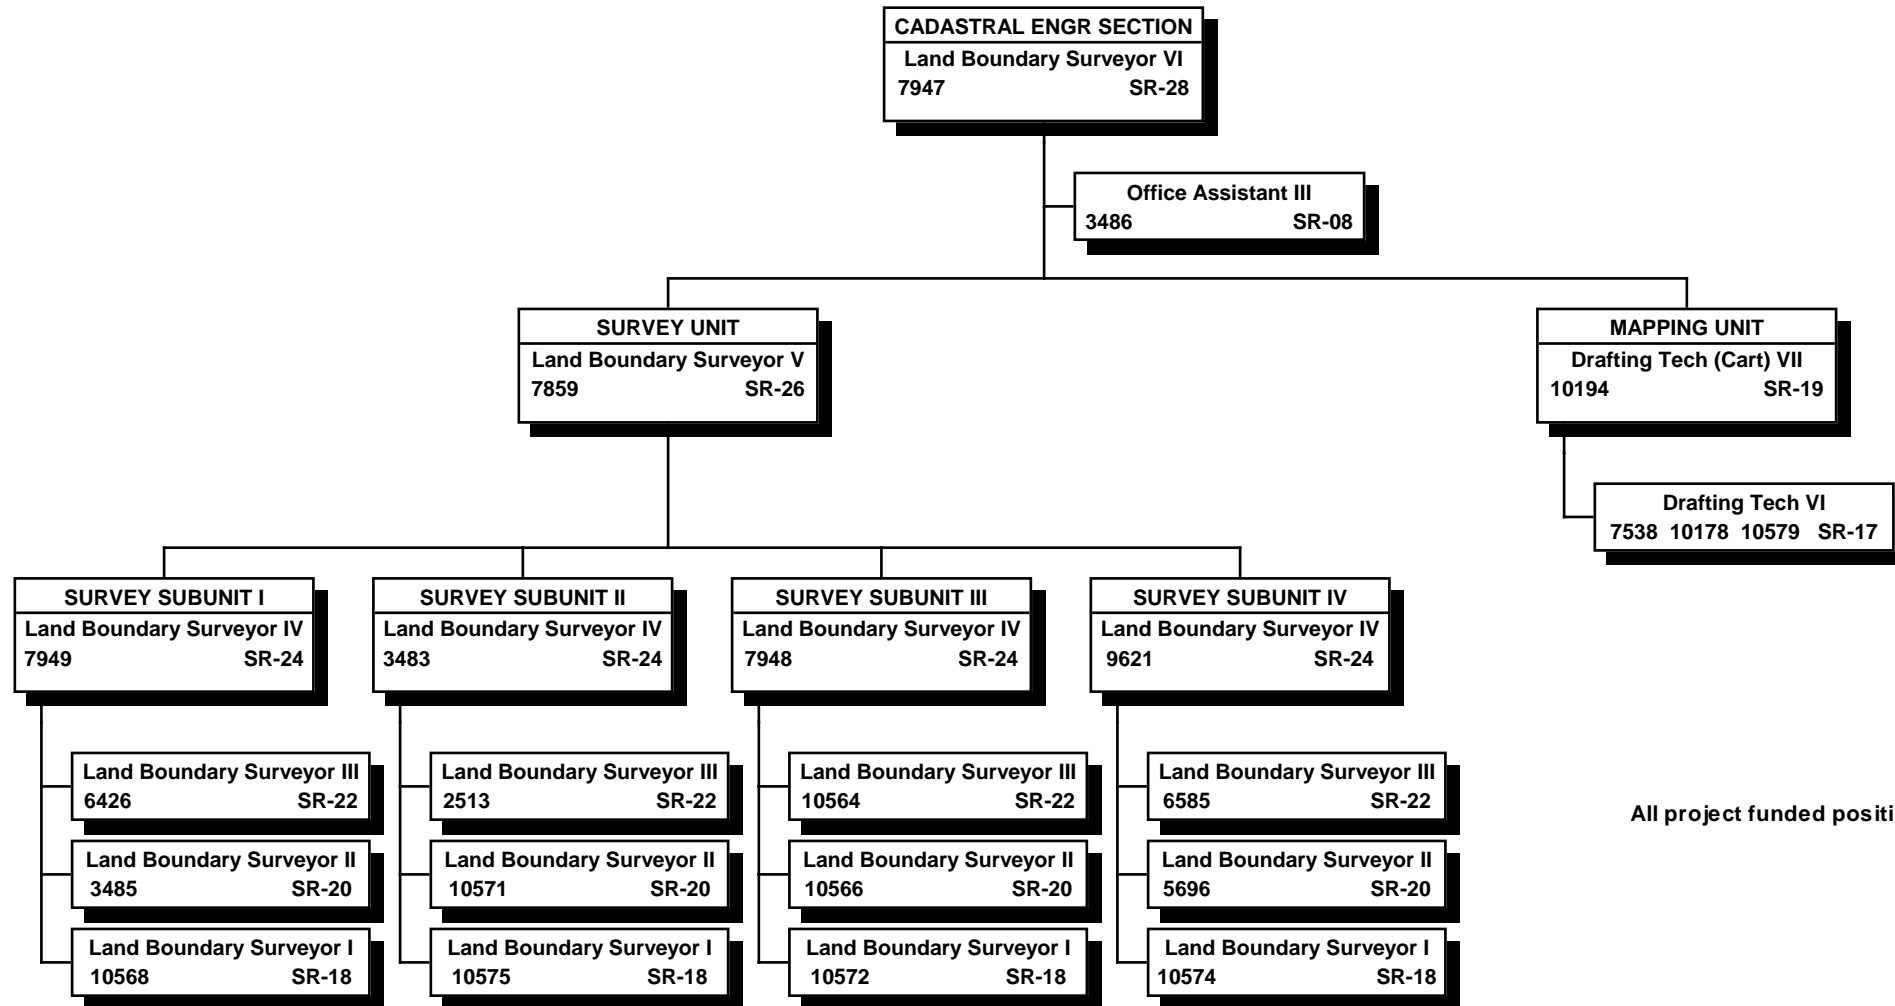 CADASTRAL ENGR SECTION
Land Boundary Surveyor VI
7947 SR-28
Office Assistant III
3486 SR-08
SURVEY UNIT
Land Boundary Surveyor V
7859 SR-26
MAPPING UNIT
Drafting Tech (Cart) VII
10194 SR-19
Drafting Tech VI
7538 10178 10579 SR-17
SURVEY SUBUNIT I
Land Boundary Surveyor IV
7949 SR-24
Land Boundary Surveyor III
6426 SR-22
Land Boundary Surveyor II
3485 SR-20
Land Boundary Surveyor I
10568 SR-18
SURVEY SUBUNIT II
Land Boundary Surveyor IV
3483 SR-24
Land Boundary Surveyor III
2513 SR-22
Land Boundary Surveyor II
10571 SR-20
Land Boundary Surveyor I
10575 SR-18
SURVEY SUBUNIT III
Land Boundary Surveyor IV
7948 SR-24
Land Boundary Surveyor III
10564 SR-22
Land Boundary Surveyor II
10566 SR-20
Land Boundary Surveyor I
10572 SR-18
SURVEY SUBUNIT IV
Land Boundary Surveyor IV
9621 SR-24
Land Boundary Surveyor III
6585 SR-22
Land Boundary Surveyor II
5696 SR-20
Land Boundary Surveyor I
10574 SR-18
All project funded positi